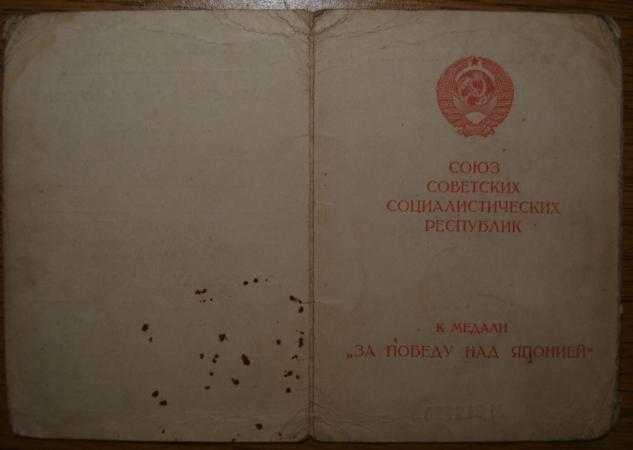 СОЮЗ
СОВЕТСКИХ
СОЦИАЛИСТИЧЕСКИХ
РЕСПУБЛИК
К МЕДАЛИ
„ЗА ПОБЕДУ НАД ЯПОНИЕЙ“